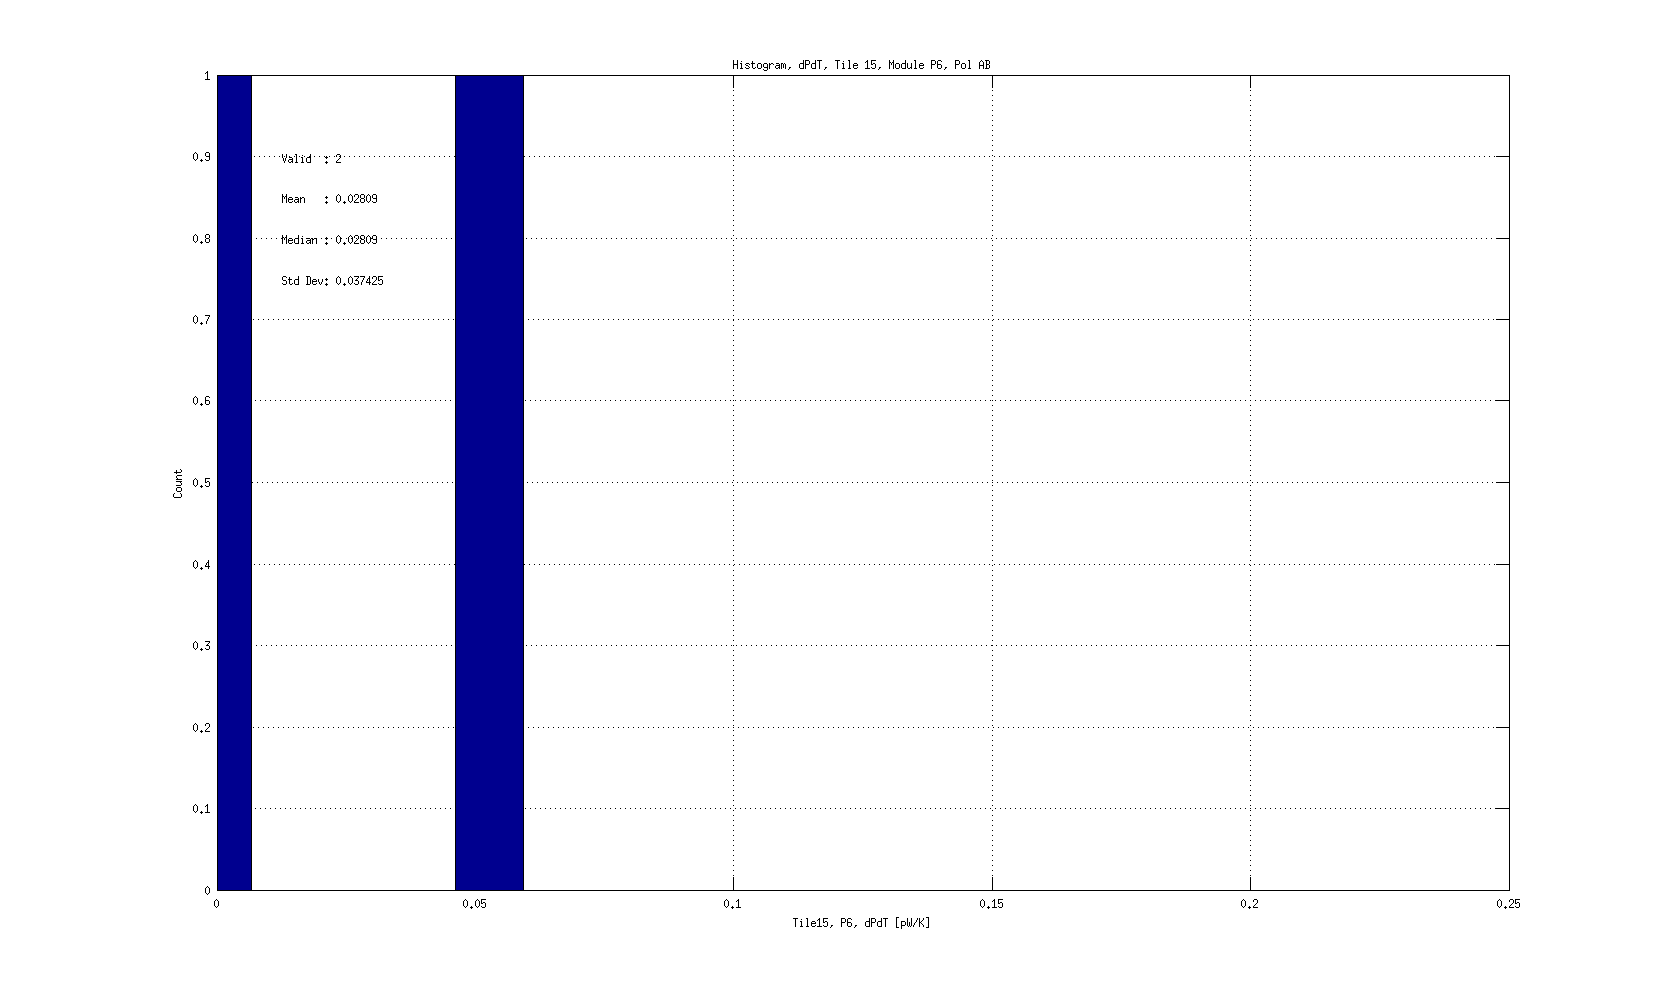 Histogram, dPdT, Tile 15, Module P6, Pol AB
1
0.9
0.8
0.7
0.6
0.5
0.4
0.3
0.2
0.1
0
Valid : 2
Mean : 0.02809
Median : 0.02809
Std Dev: 0.037425
Count
0 0.05 0.1 0.15 0.2 0.25
Tile15, P6, dPdT [pW/K]